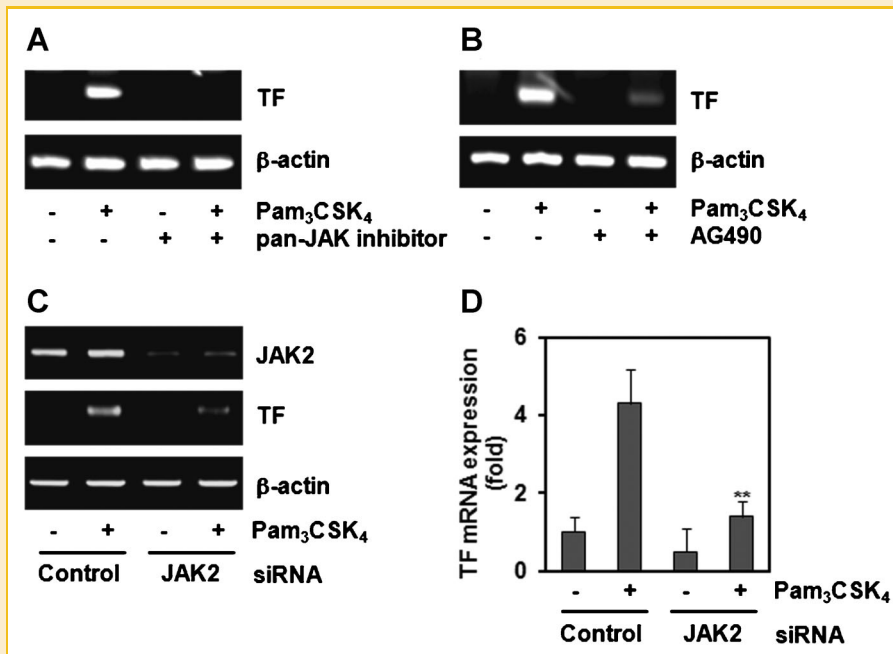 A
TF
β-actin
- + - + Pam₃CSK₄
- - + + pan-JAK inhibitor
B
TF
β-actin
- + - + Pam₃CSK₄
- - + + AG490
C
JAK2
TF
β-actin
- + - + Pam₃CSK₄
Control JAK2 siRNA
D
TF mRNA expression
(fold)
6
4
2
0
**
- + - + Pam₃CSK₄
Control JAK2 siRNA